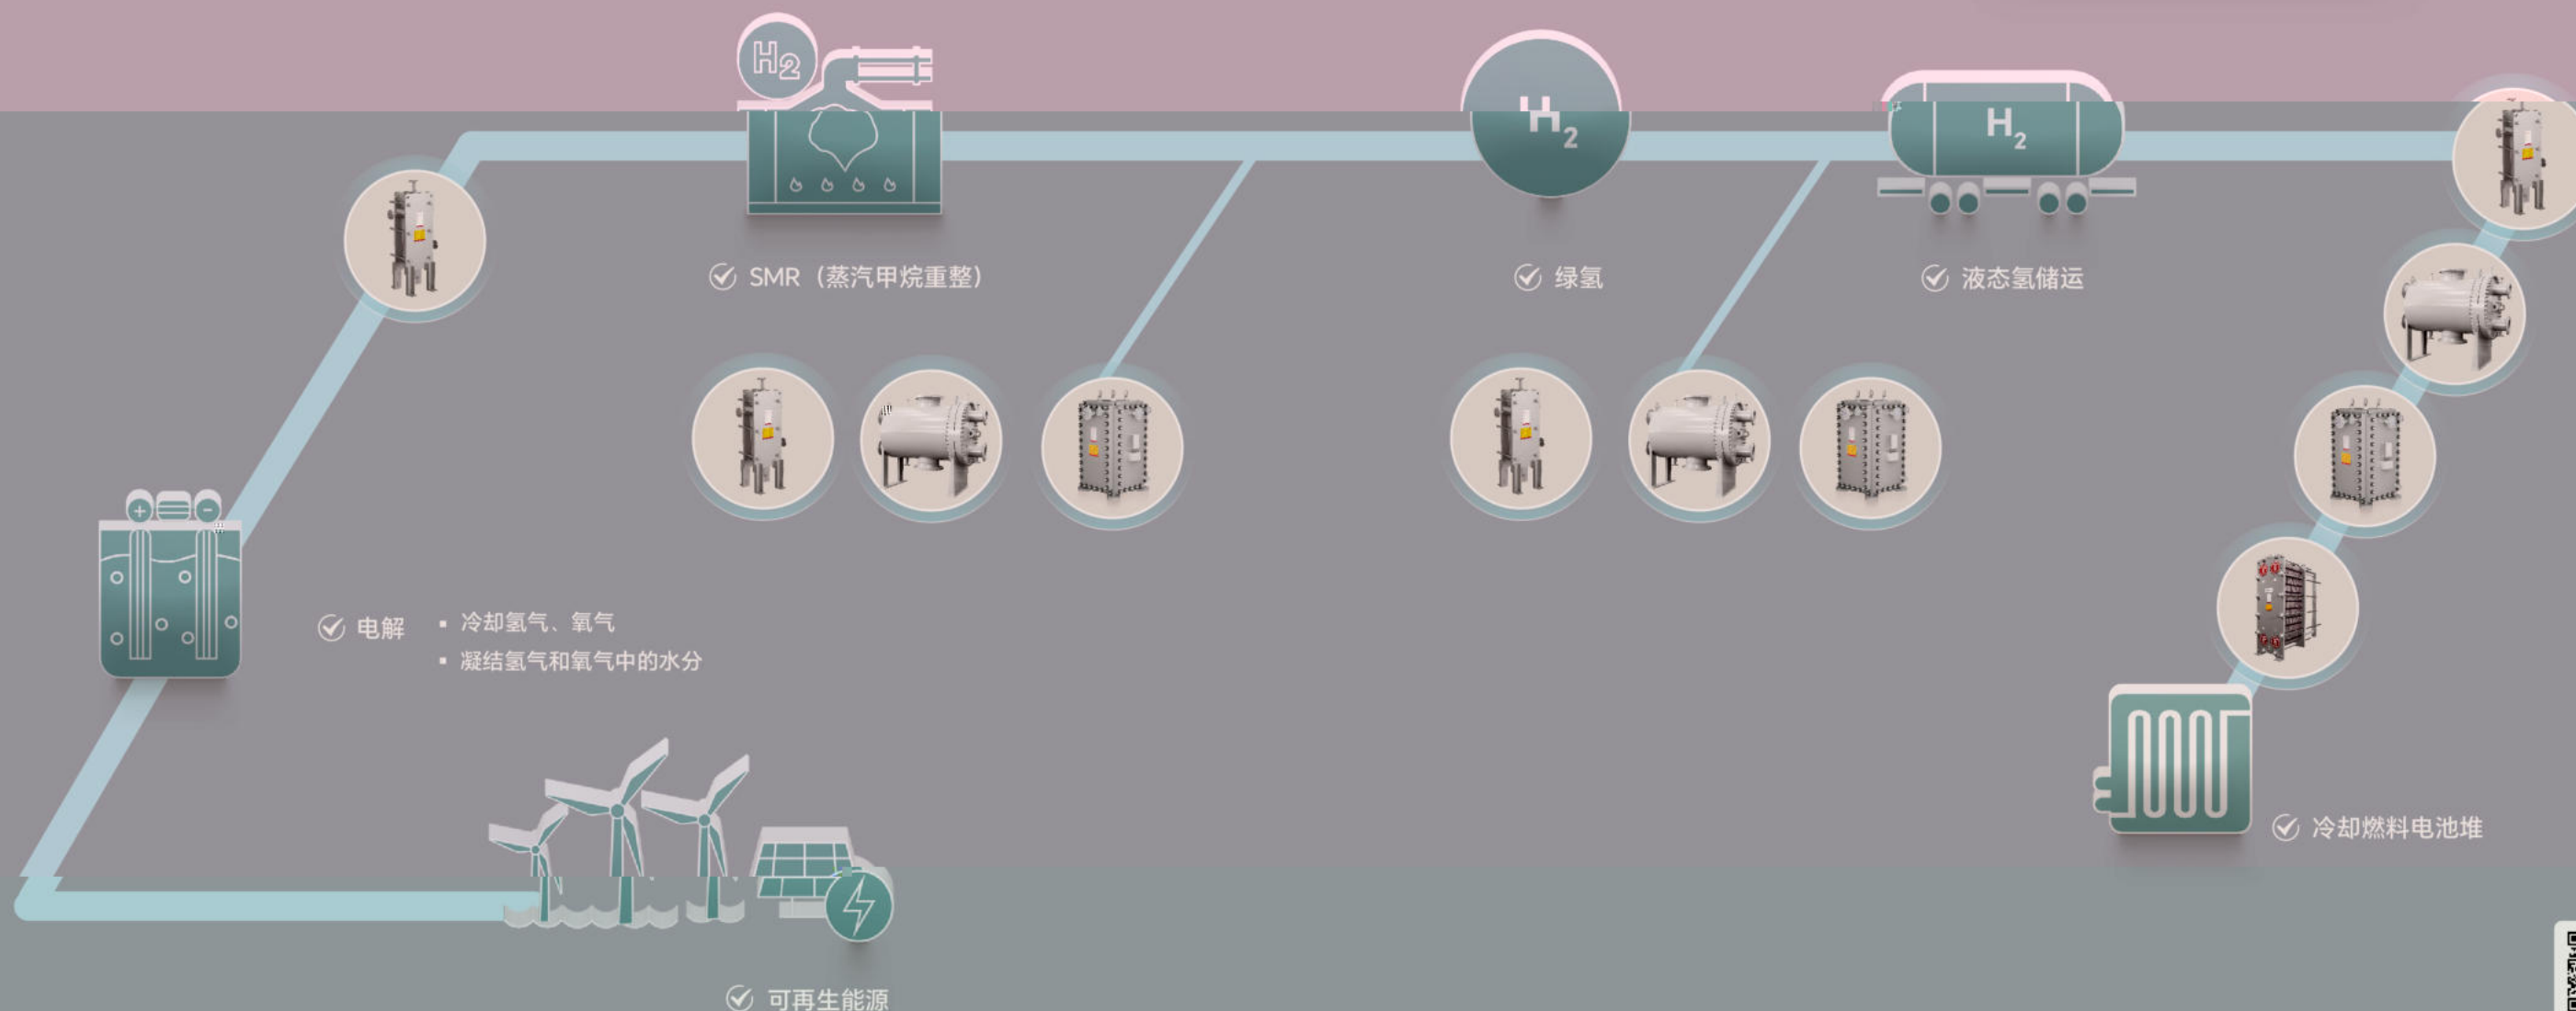 H2
H2
H2
SMR（蒸汽甲烷重整）
绿氢
液态氢储运
电解
▪ 冷却氢气、氧气
▪ 凝结氢气和氧气中的水分
冷却燃料电池堆
可再生能源